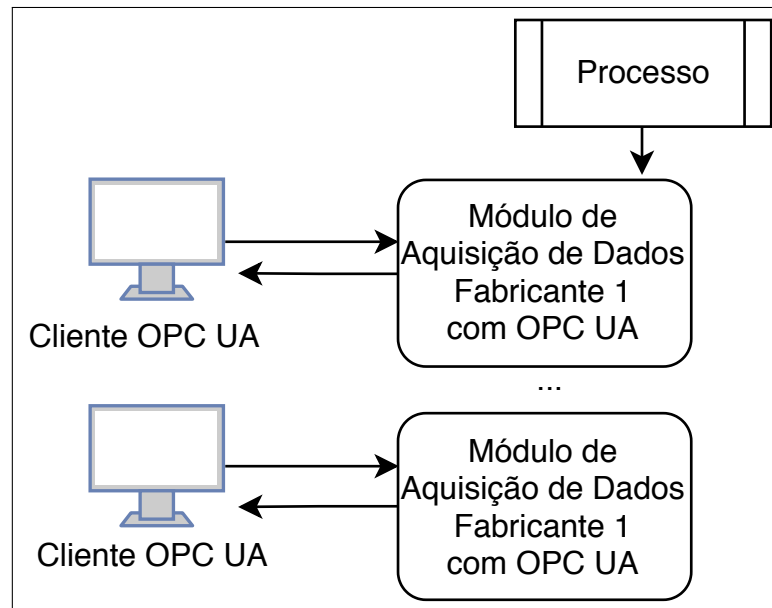 Processo
Módulo de
Aquisição de Dados
Fabricante 1
com OPC UA
Cliente OPC UA
...
Módulo de
Aquisição de Dados
Fabricante 1
com OPC UA
Cliente OPC UA